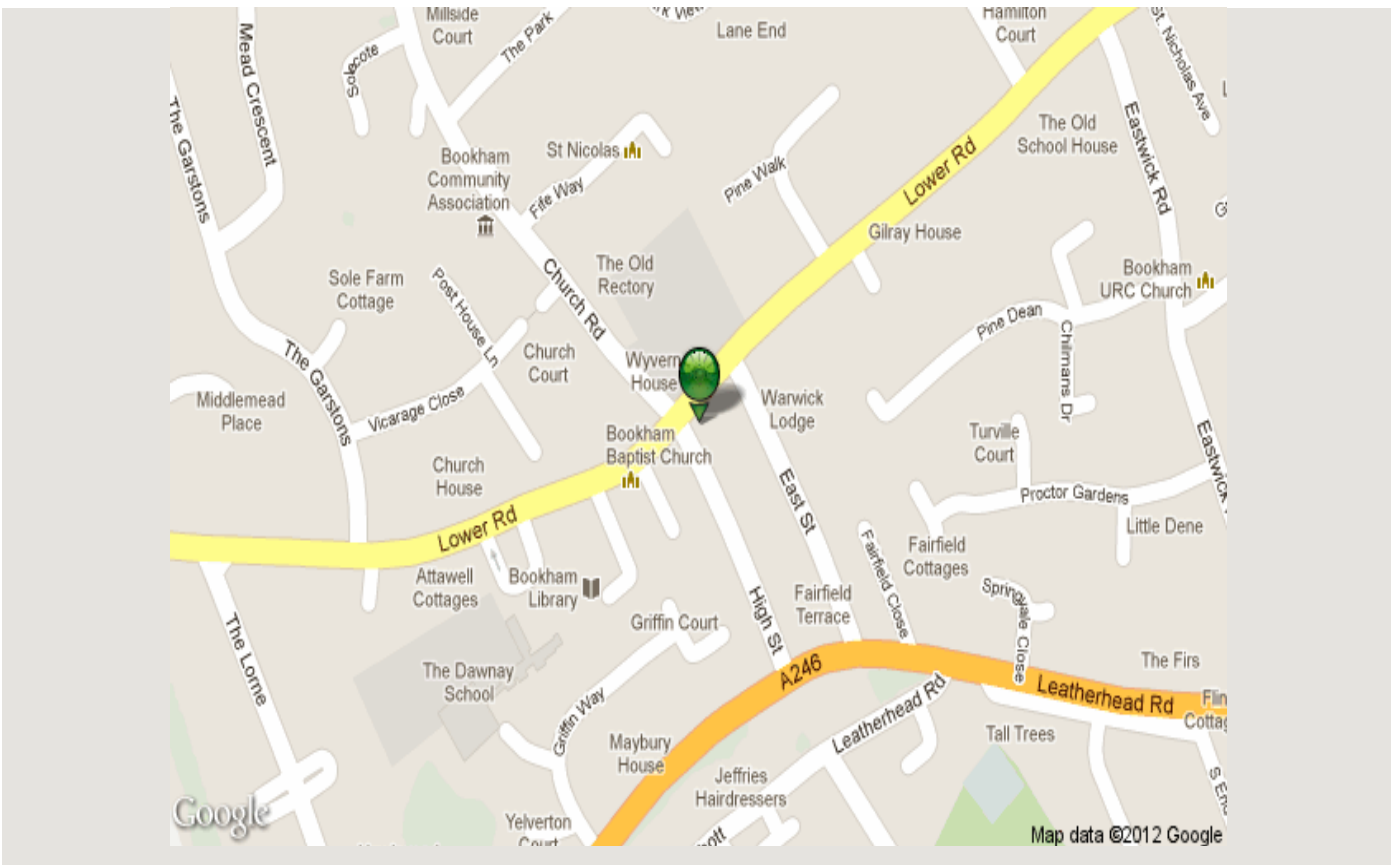 Millside
Court
The Park
Lane End
Hamilton
Court
St. Nicholas Ave
Mead Crescent
Solecote
The Garstons
The Old
School House
Eastwick Rd
Bookham
Community
Association
St Nicolas
Fife Way
Pine Walk
Lower Rd
Gilray House
Sole Farm
Cottage
Post House Ln
Church Rd
The Old
Rectory
Bookham
URC Church
Pine Dean
Chilmans Dr
The Garstons
Church
Court
Wyvern
House
Middlemead
Place
Vicarage Close
Warwick
Lodge
Bookham
Baptist Church
Turville
Court
Eastwick
Church
House
East St
Proctor Gardens
Little Dene
Lower Rd
Fairfield Close
Fairfield
Cottages
Attawell
Cottages
Bookham
Library
High St
Fairfield
Terrace
Springvale Close
Griffin Court
The Lorne
The Dawnay
School
A246
The Firs
Leatherhead Rd
Griffin Way
Leatherhead Rd
Tall Trees
Maybury
House
Jeffries
Hairdressers
Google
Yelverton
Court
Map data ©2012 Google